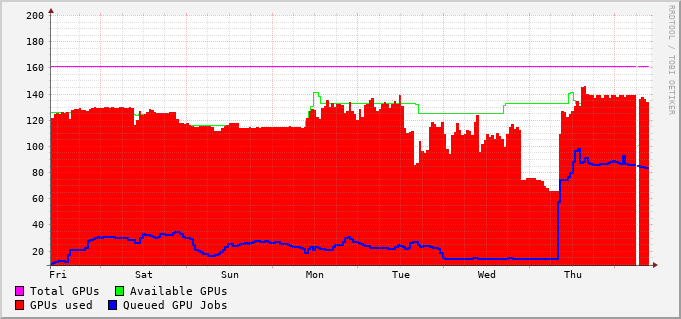 RRDTOOL / TOBI OETIKER
200
180
160
140
120
100
80
60
40
20
Fri Sat Sun Mon Tue Wed Thu
Total GPUs Available GPUs
GPUs used Queued GPU Jobs